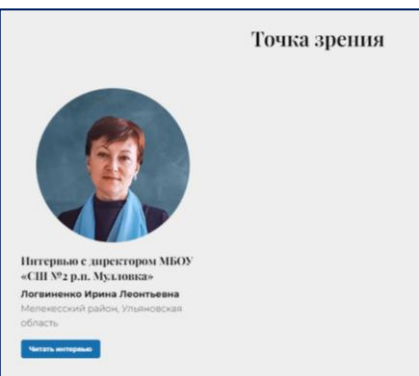 Точка зрения
Интервью с директором МБОУ
«СШ №2 р.п. Мулловка»
Логвиненко Ирина Леонтьевна
Мелекесский район, Ульяновская
область
Читать интервью